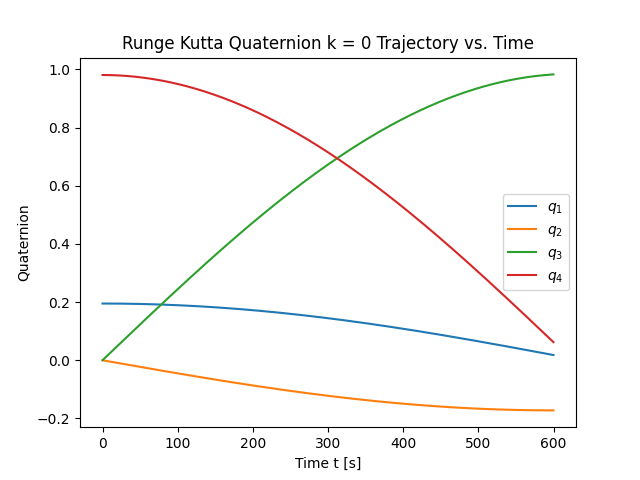 Runge Kutta Quaternion k = 0 Trajectory vs. Time
1.0
0.8
0.6
0.4
0.2
0.0
−0.2
Quaternion
q₁
q₂
q₃
q₄
0 100 200 300 400 500 600
Time t [s]